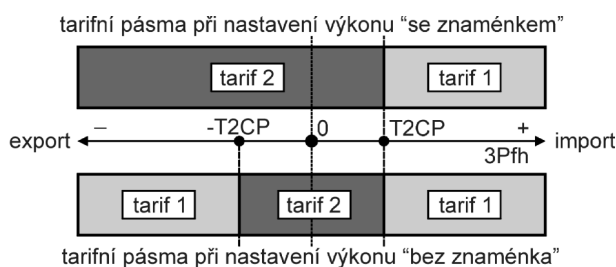 tarifní pásma při nastavení výkonu “se znaménkem”
tarif 2 tarif 1
– -T2CP 0 T2CP +
export import
3Pfh
tarif 1 tarif 2 tarif 1
tarifní pásma při nastavení výkonu “bez znaménka”